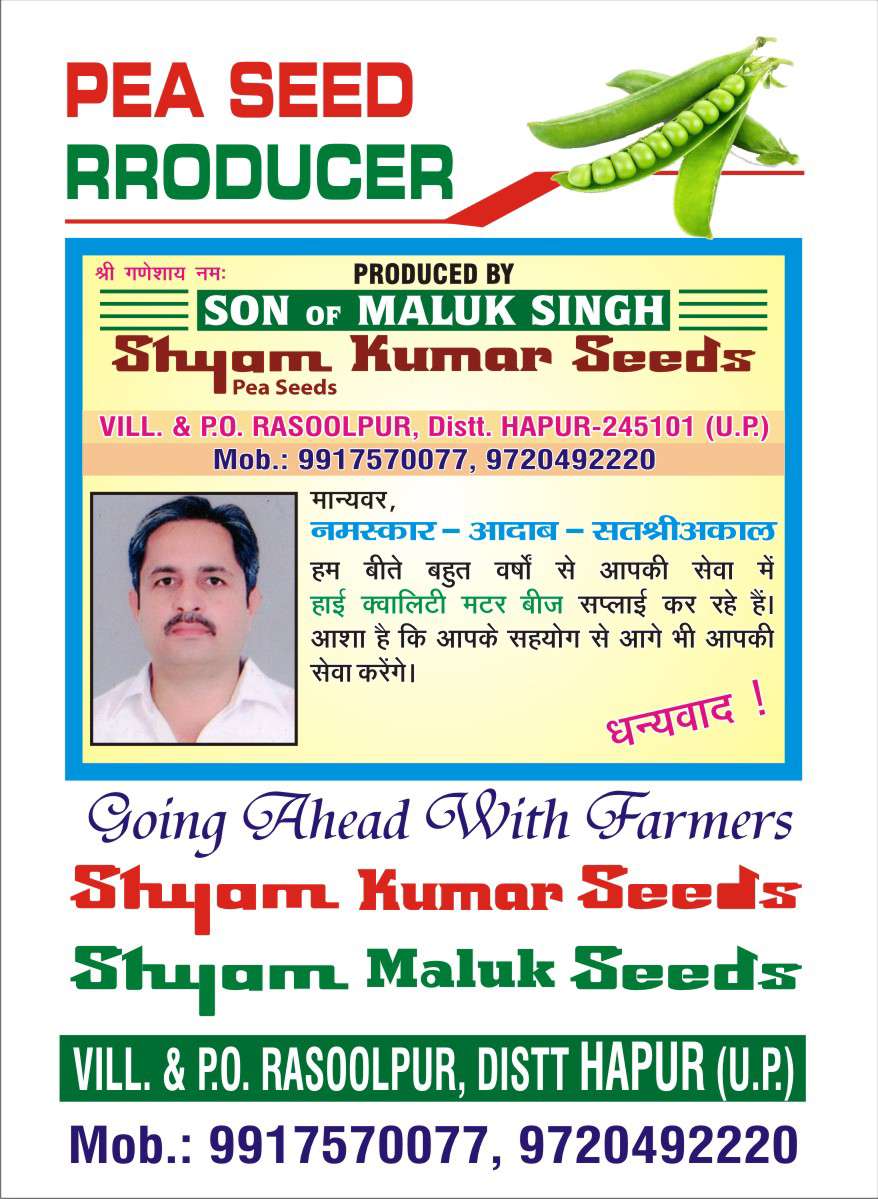 PEA SEED
RRODUCER
श्री गणेशाय नमः
PRODUCED BY
SON OF MALUK SINGH
Shyam Kumar Seeds
Pea Seeds
VILL. & P.O. RASOOLPUR, Distt. HAPUR-245101 (U.P.)
Mob.: 9917570077, 9720492220
मान्यवर,
नमस्कार – आदाब – सतश्रीअकाल
हम बीते बहुत वर्षों से आपकी सेवा में
हाई क्वालिटी मटर बीज सप्लाई कर रहे हैं।
आशा है कि आपके सहयोग से आगे भी आपकी
सेवा करेंगे।
धन्यवाद !
Going Ahead With Farmers
Shyam Kumar Seeds
Shyam Maluk Seeds
VILL. & P.O. RASOOLPUR, DISTT HAPUR (U.P.)
Mob.: 9917570077, 9720492220